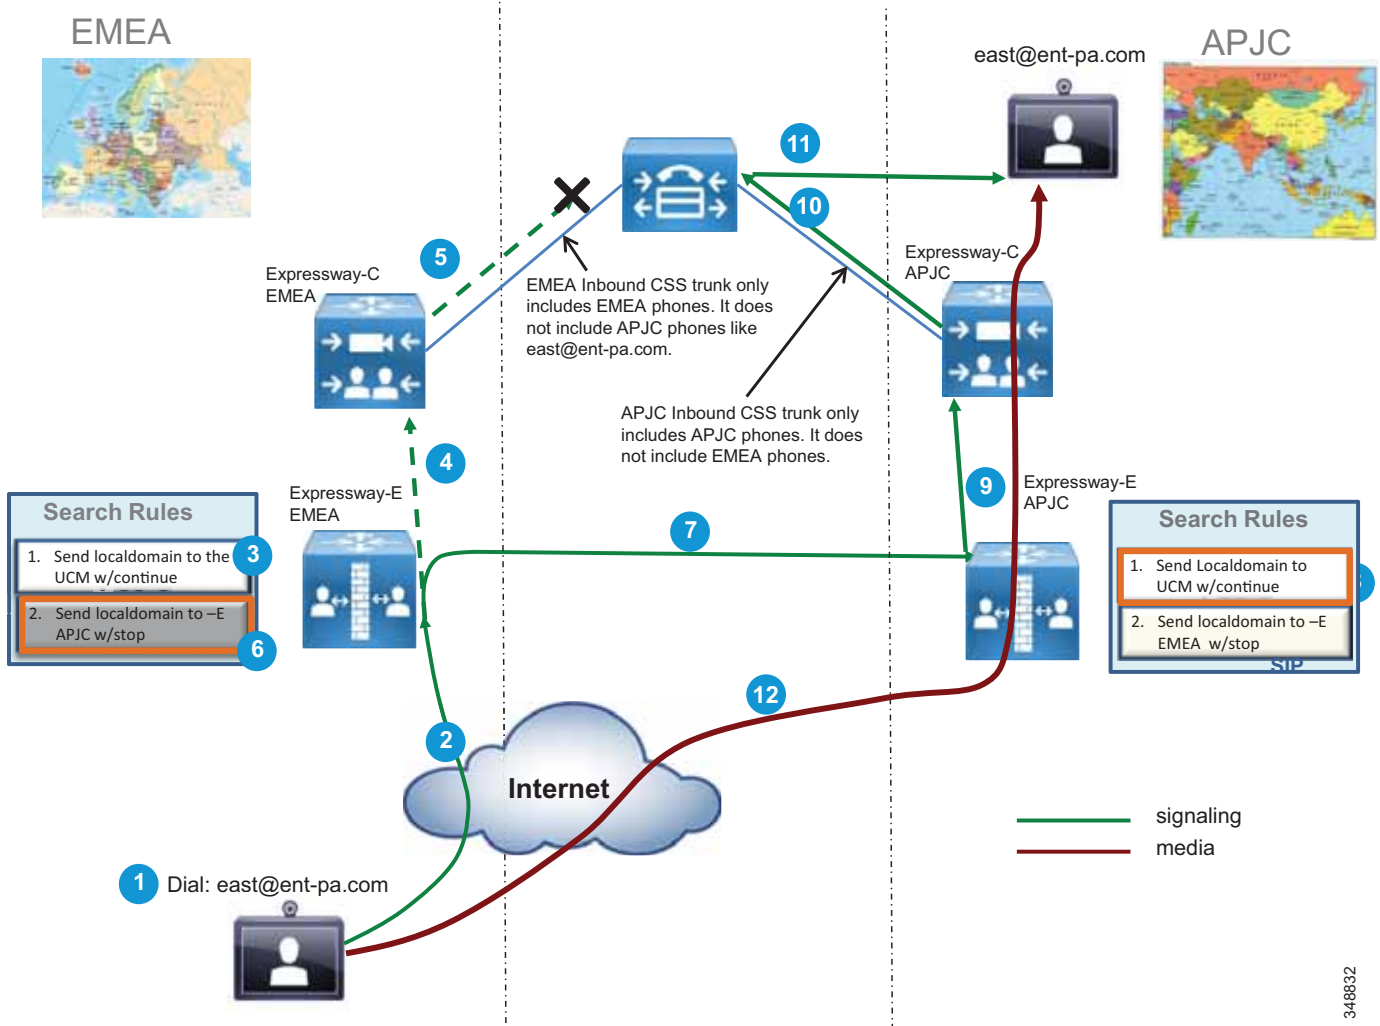 EMEA
APJC
east@ent-pa.com
11
10
5
Expressway-C
EMEA
Expressway-C
APJC
EMEA Inbound CSS trunk only
includes EMEA phones. It does
not include APJC phones like
east@ent-pa.com.
APJC Inbound CSS trunk only
includes APJC phones. It does
not include EMEA phones.
4
9
Expressway-E
EMEA
Expressway-E
APJC
Search Rules
1. Send localdomain to the
UCM w/continue
3
2. Send localdomain to –E
APJC w/stop
6
7
Search Rules
1. Send Localdomain to
UCM w/continue
2. Send localdomain to –E
EMEA w/stop
SIP
12
2
Internet
signaling
media
1
Dial: east@ent-pa.com
348832